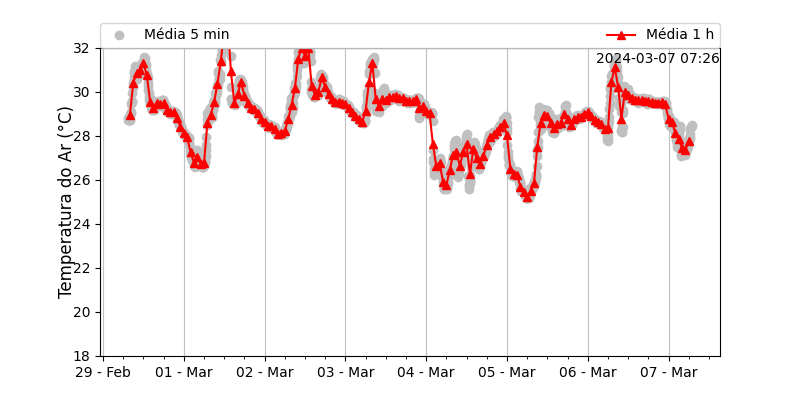 Média 5 min
Média 1 h
2024-03-07 07:26
Temperatura do Ar (°C)
32
30
28
26
24
22
20
18
29 - Feb
01 - Mar
02 - Mar
03 - Mar
04 - Mar
05 - Mar
06 - Mar
07 - Mar